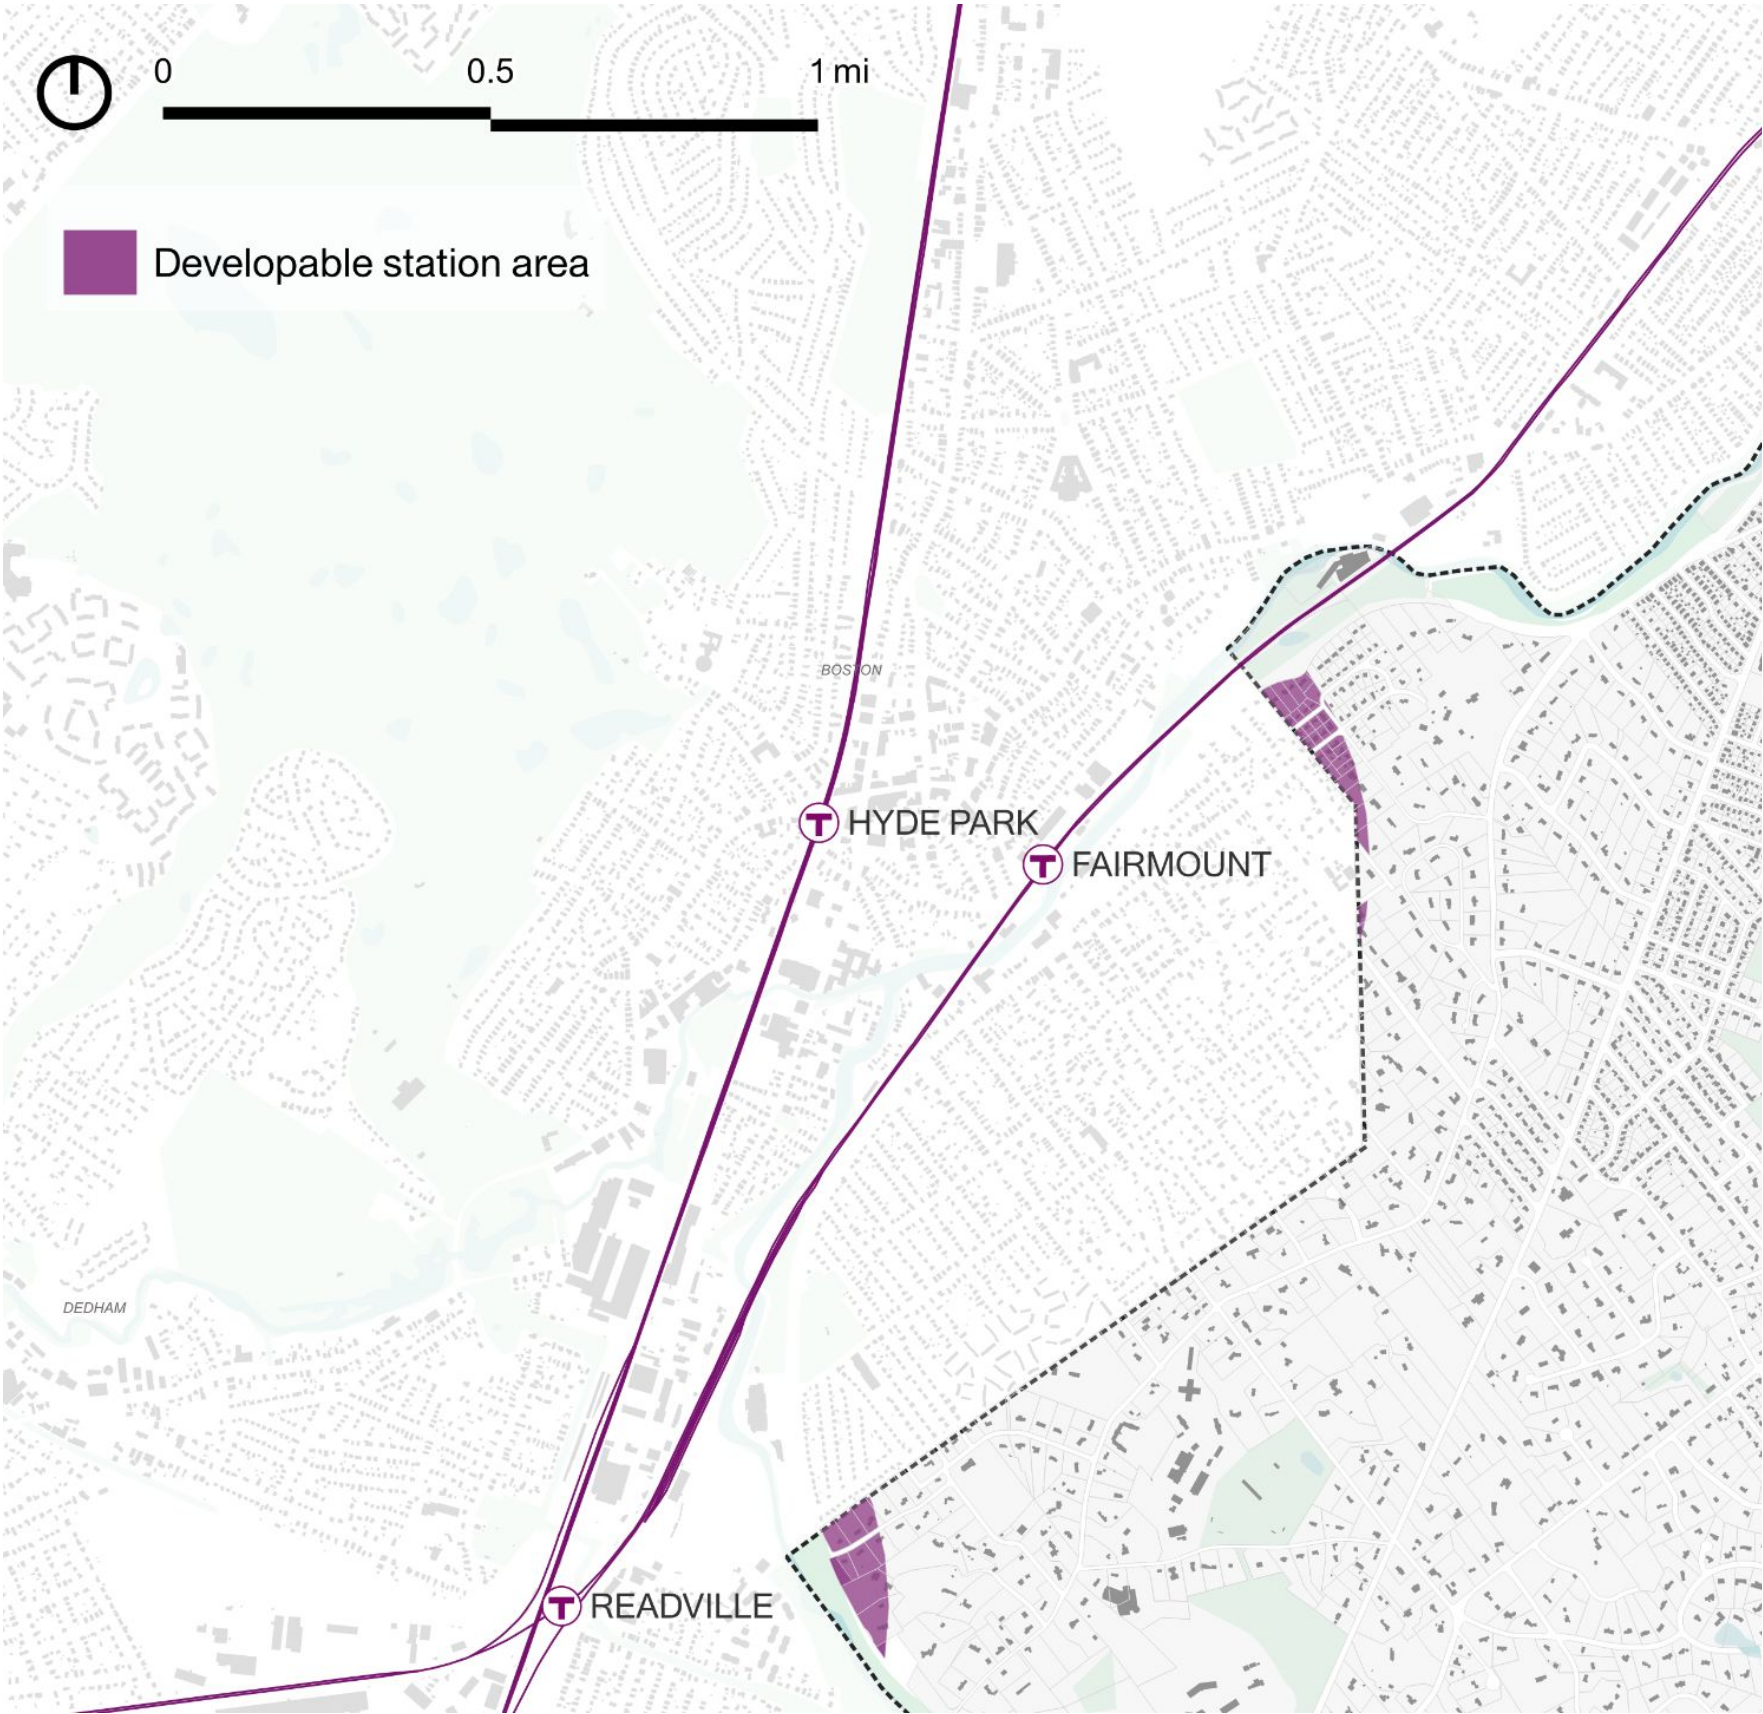 0 0.5 1 mi
Developable station area
BOSTON
T HYDE PARK
T FAIRMOUNT
DEDHAM
T READVILLE